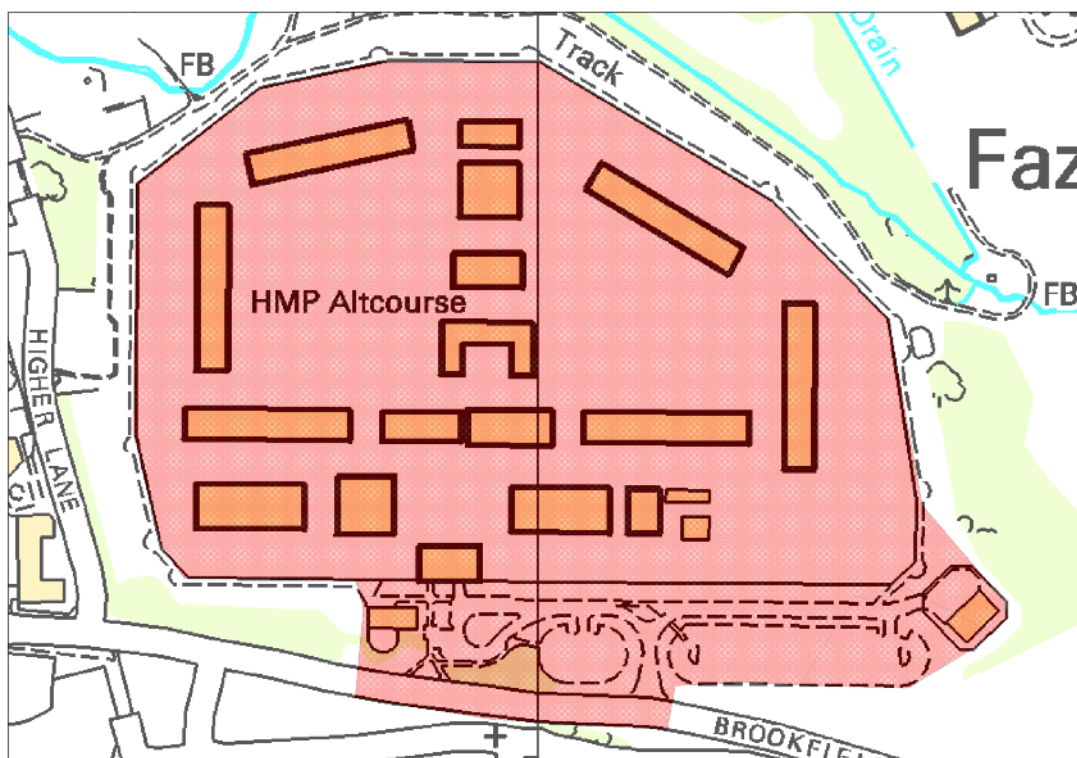 FB
Track
Drain
Faz
HMP Altcourse
FB
HIGHER LANE
BROOKFIEL